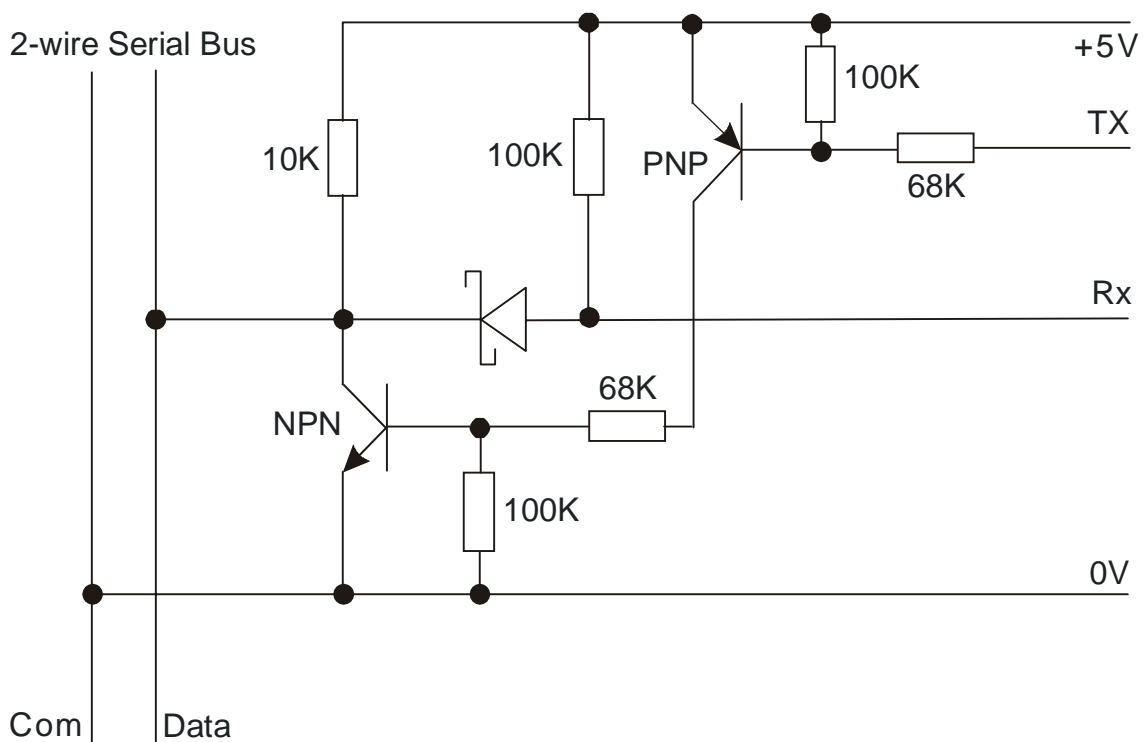 2-wire Serial Bus
+5V
100K
TX
10K
100K
PNP
68K
Rx
68K
NPN
100K
0V
Com
Data